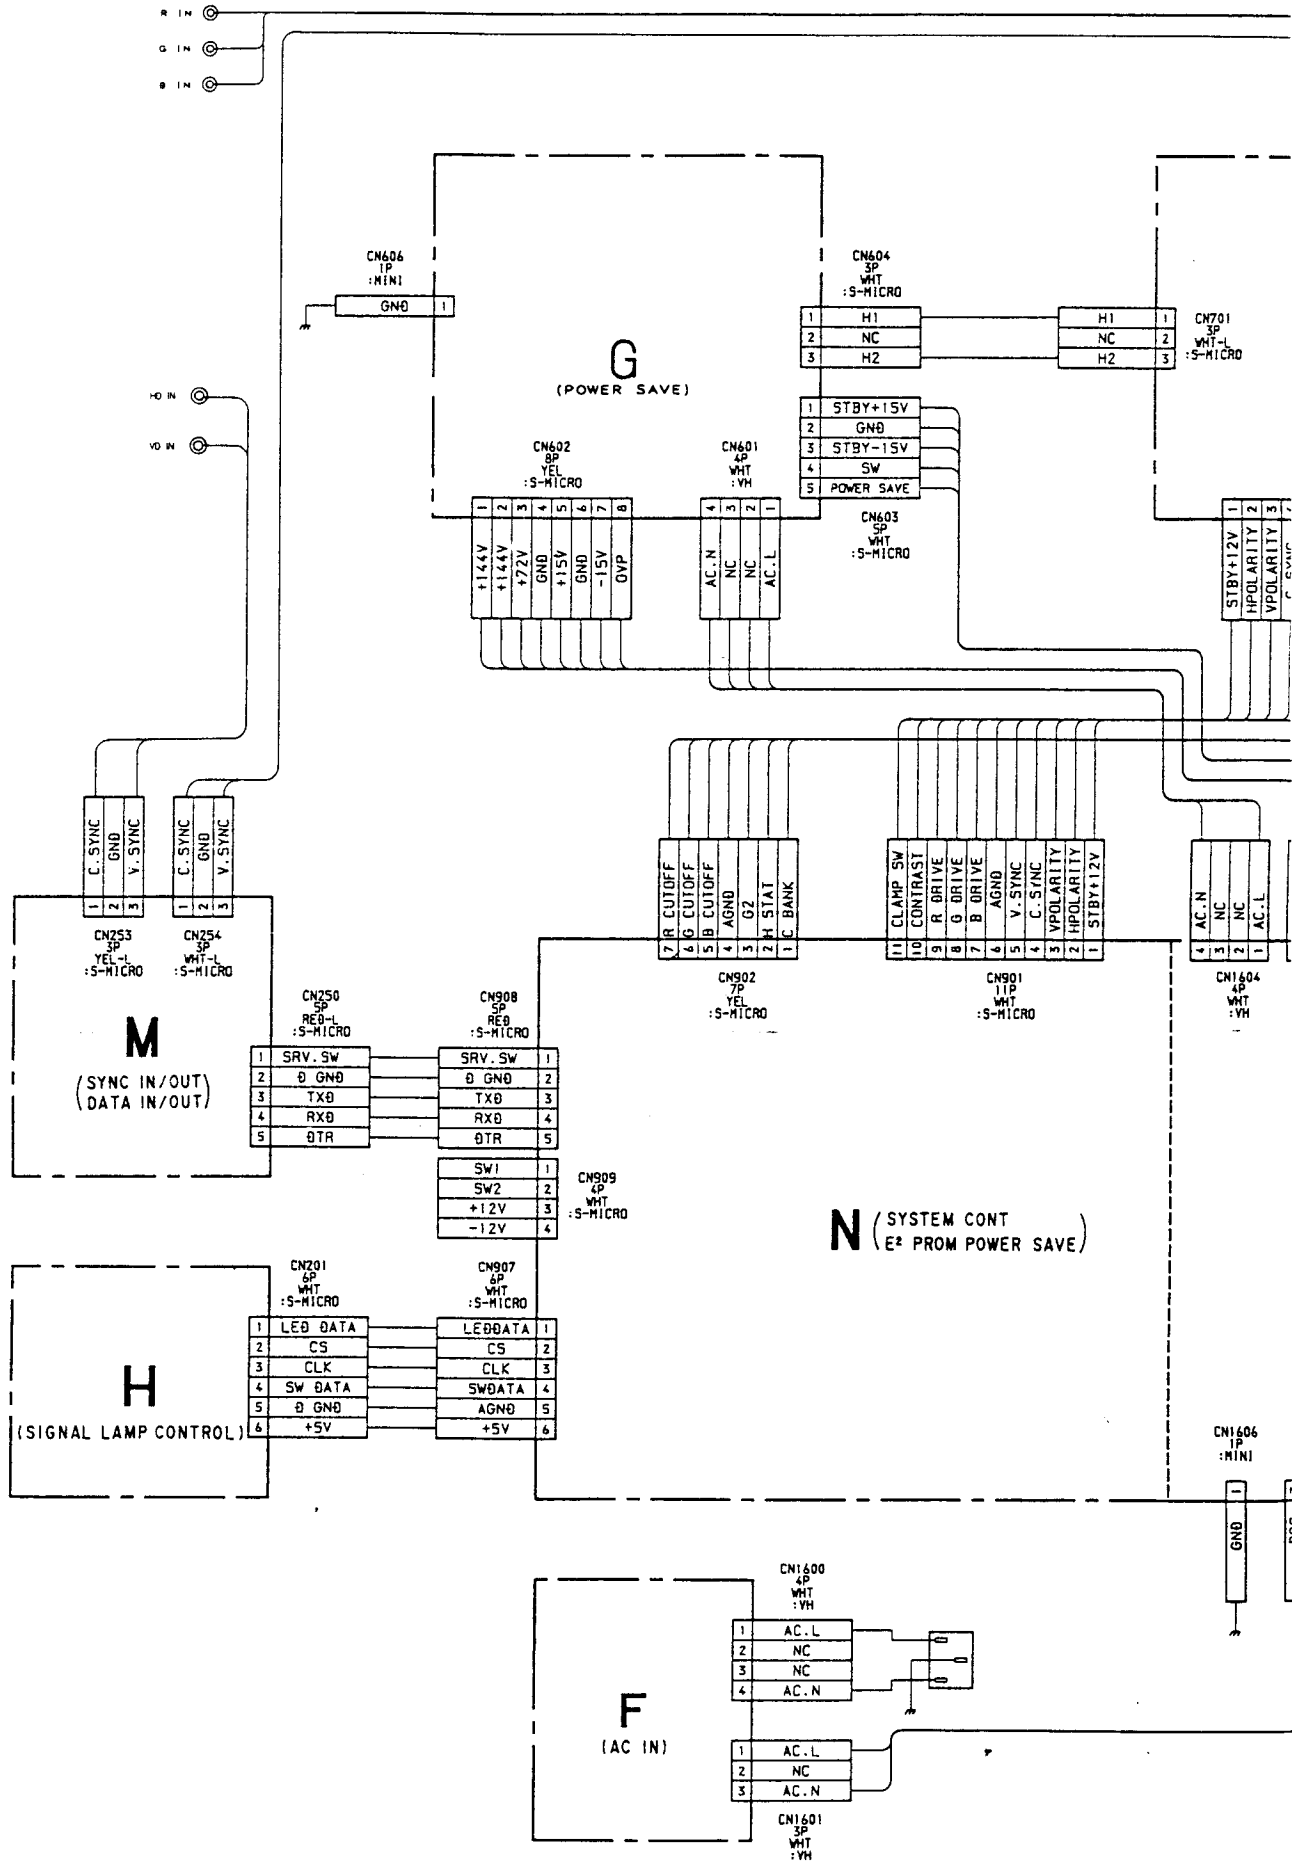 R IN
G IN
B IN
CN606
1P
:MINI
GND 1
CN604
3P
WHT
:S-MICRO
1 H1
2 NC
3 H2
H1 1
NC 2
H2 3
CN701
3P
WHT-L
:S-MICRO
G
(POWER SAVE)
HD IN
VD IN
1 STBY+15V
2 GND
3 STBY-15V
4 SW
5 POWER SAVE
CN603
5P
WHT
:S-MICRO
CN602
8P
YEL
:S-MICRO
1 +144V
2 +144V
3 +72V
4 GND
5 +15V
6 GND
7 -15V
8 OVP
CN601
4P
WHT
:VH
4 AC.N
3 NC
2 NC
1 AC.L
1 STBY+12V
2 HPOLARITY
3 VPOLARITY
C.SYNC
1 C.SYNC
2 GND
3 V.SYNC
CN253
3P
YEL-L
:S-MICRO
1 C.SYNC
2 GND
3 V.SYNC
CN254
3P
WHT-L
:S-MICRO
7 R CUTOFF
6 G CUTOFF
5 B CUTOFF
4 AGND
3 G2
2 H STAT
1 C BANK
CN902
7P
YEL
:S-MICRO
11 CLAMP SW
10 CONTRAST
9 R DRIVE
8 G DRIVE
7 B DRIVE
6 AGND
5 V.SYNC
4 C.SYNC
3 VPOLARITY
2 HPOLARITY
1 STBY+12V
CN901
11P
WHT
:S-MICRO
4 AC.N
3 NC
2 NC
1 AC.L
CN1604
4P
WHT
:VH
M
(SYNC IN/OUT
DATA IN/OUT)
CN250
5P
RED-L
:S-MICRO
1 SRV.SW
2 D GND
3 TXD
4 RXD
5 DTR
CN908
5P
RED
:S-MICRO
SRV.SW 1
D GND 2
TXD 3
RXD 4
DTR 5
SW1 1
SW2 2
+12V 3
-12V 4
CN909
4P
WHT
:S-MICRO
N (SYSTEM CONT
E² PROM POWER SAVE)
H
(SIGNAL LAMP CONTROL)
CN201
6P
WHT
:S-MICRO
1 LED DATA
2 CS
3 CLK
4 SW DATA
5 D GND
6 +5V
CN907
6P
WHT
:S-MICRO
LEDDATA 1
CS 2
CLK 3
SWDATA 4
AGND 5
+5V 6
CN1606
1P
:MINI
GND 1
F
(AC IN)
CN1600
4P
WHT
:VH
1 AC.L
2 NC
3 NC
4 AC.N
1 AC.L
2 NC
3 AC.N
CN1601
3P
WHT
:VH